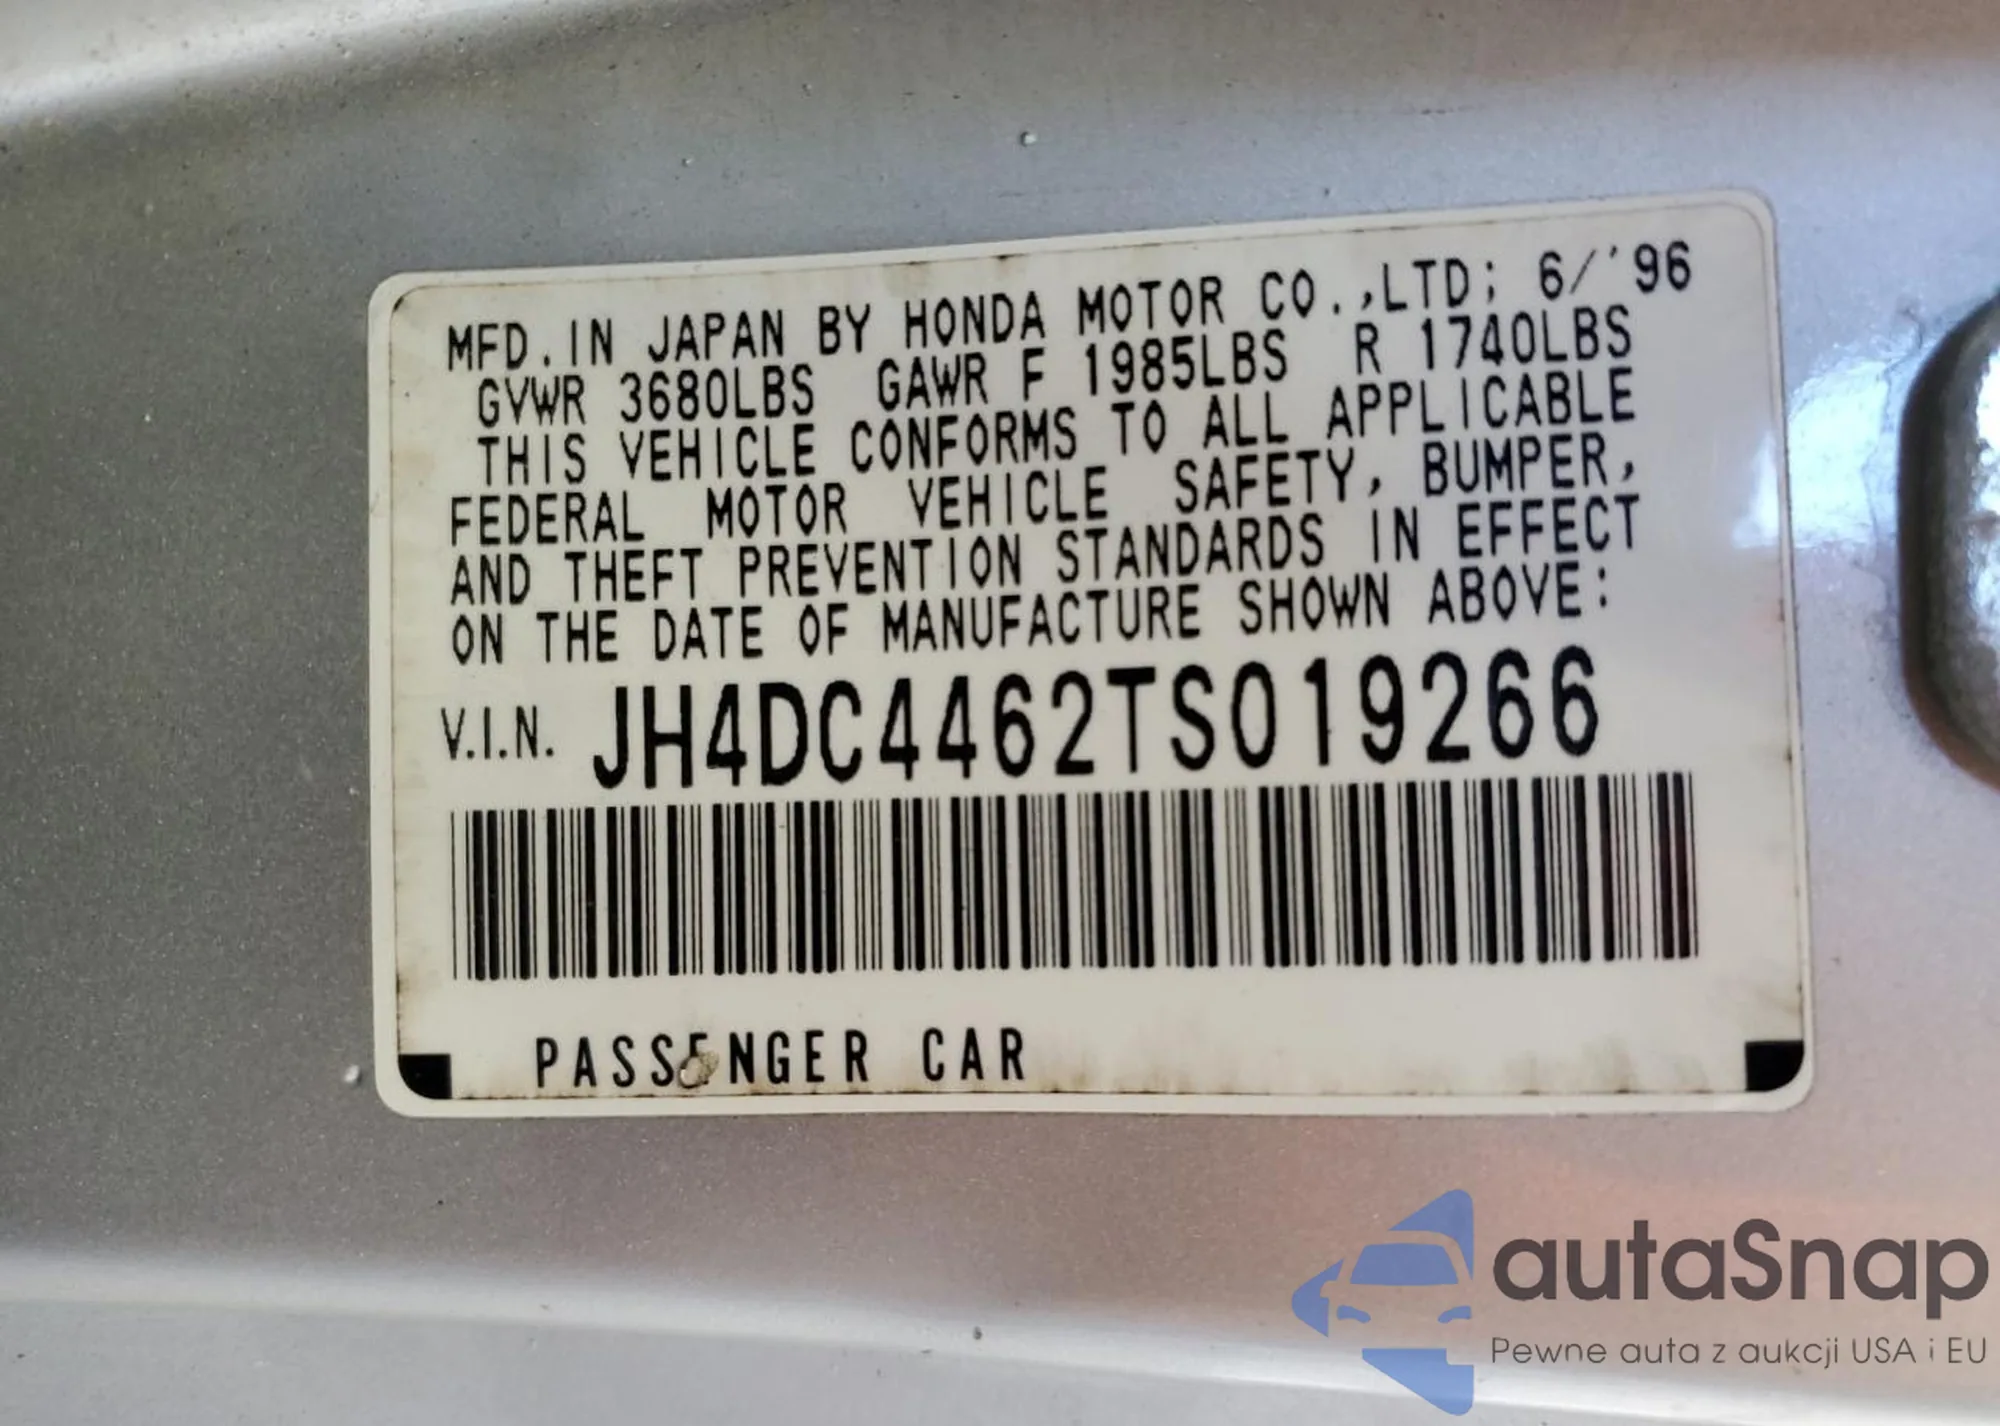 MFD.IN JAPAN BY HONDA MOTOR CO.,LTD; 6/'96
GVWR 3680LBS GAWR F 1985LBS R 1740LBS
THIS VEHICLE CONFORMS TO ALL APPLICABLE
FEDERAL MOTOR VEHICLE SAFETY, BUMPER,
AND THEFT PREVENTION STANDARDS IN EFFECT
ON THE DATE OF MANUFACTURE SHOWN ABOVE:
V.I.N. JH4DC4462TS019266
PASSENGER CAR
autaSnap
Pewne auta z aukcji USA i EU